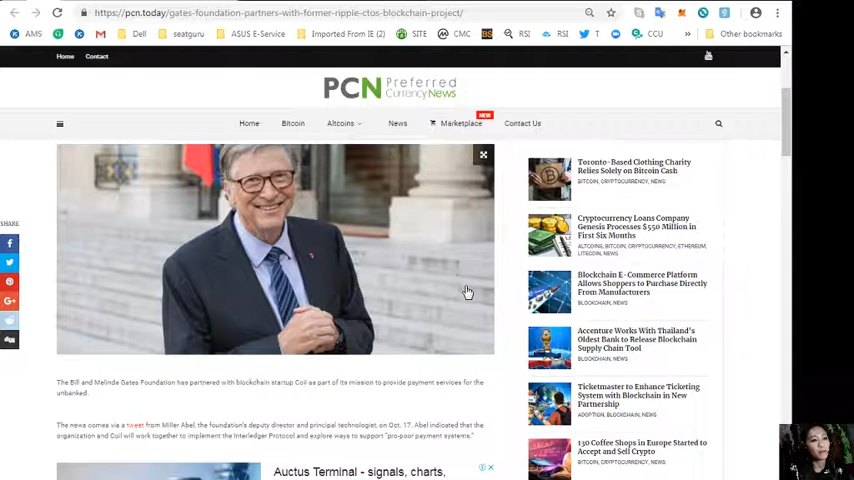 https://pcn.today/gates-foundation-partners-with-former-ripple-ctos-blockchain-project/
AMS
Dell
seatguru
ASUS E-Service
Imported From IE (2)
SITE
CMC
BS
RSI
RSI
T
CCU
»
Other bookmarks
Home
Contact
PCN Preferred
Currency News
NEW
Home
Bitcoin
Altcoins
News
Marketplace
Contact Us
SHARE
Toronto-Based Clothing Charity
Relies Solely on Bitcoin Cash
BITCOIN, CRYPTOCURRENCY, NEWS
Cryptocurrency Loans Company
Genesis Processes $550 Million in
First Six Months
ALTCOINS, BITCOIN, CRYPTOCURRENCY, ETHEREUM,
LITECOIN, NEWS
Blockchain E-Commerce Platform
Allows Shoppers to Purchase Directly
From Manufacturers
BLOCKCHAIN, NEWS
Accenture Works With Thailand's
Oldest Bank to Release Blockchain
Supply Chain Tool
BLOCKCHAIN, NEWS
Ticketmaster to Enhance Ticketing
System with Blockchain in New
Partnership
ADOPTION, BLOCKCHAIN, NEWS
130 Coffee Shops in Europe Started to
Accept and Sell Crypto
BITCOIN, CRYPTOCURRENCY, NEWS
The Bill and Melinda Gates Foundation has partnered with blockchain startup Coil as part of its mission to provide payment services for the
unbanked.
The news comes via a tweet from Miller Abel, the foundation's deputy director and principal technologist, on Oct. 17. Abel indicated that the
organization and Coil will work together to implement the Interledger Protocol and explore ways to support "pro-poor payment systems."
Auctus Terminal - signals, charts,